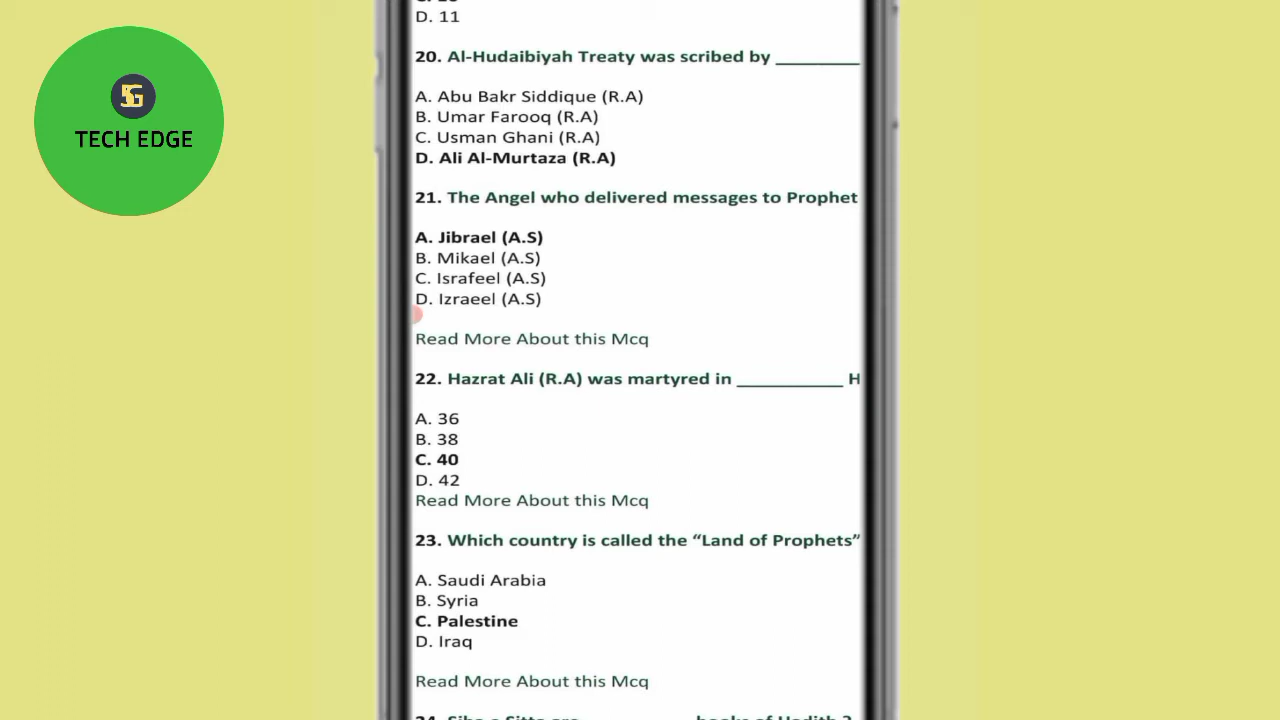 5G
TECH EDGE
D. 11
20. Al-Hudaibiyah Treaty was scribed by _________
A. Abu Bakr Siddique (R.A)
B. Umar Farooq (R.A)
C. Usman Ghani (R.A)
D. Ali Al-Murtaza (R.A)
21. The Angel who delivered messages to Prophet
A. Jibrael (A.S)
B. Mikael (A.S)
C. Israfeel (A.S)
D. Izraeel (A.S)
Read More About this Mcq
22. Hazrat Ali (R.A) was martyred in ___________ H
A. 36
B. 38
C. 40
D. 42
Read More About this Mcq
23. Which country is called the “Land of Prophets”
A. Saudi Arabia
B. Syria
C. Palestine
D. Iraq
Read More About this Mcq